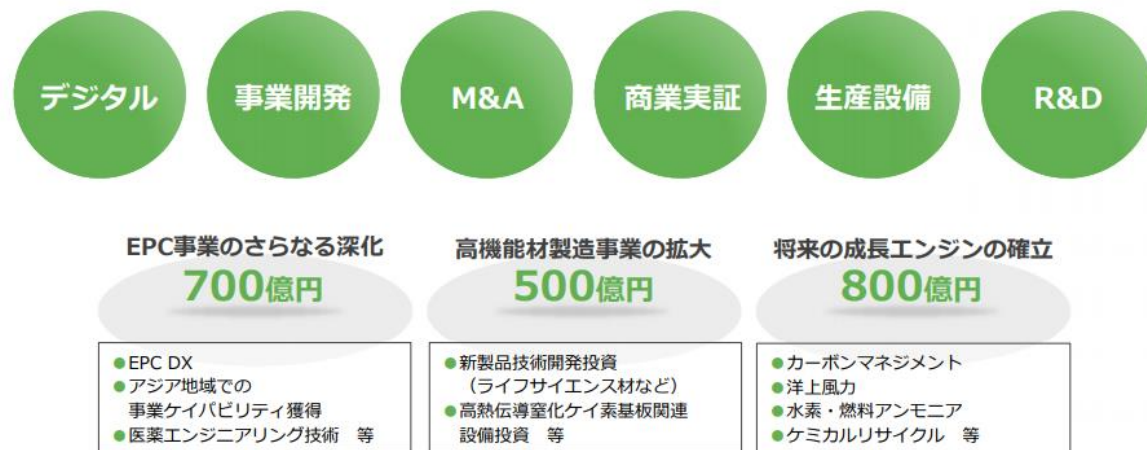 デジタル
事業開発
M&A
商業実証
生産設備
R&D
EPC事業のさらなる深化
700億円
●EPC DX
●アジア地域での
事業ケイパビリティ獲得
●医薬エンジニアリング技術　等
高機能材製造事業の拡大
500億円
●新製品技術開発投資
（ライフサイエンス材など）
●高熱伝導窒化ケイ素基板関連
設備投資　等
将来の成長エンジンの確立
800億円
●カーボンマネジメント
●洋上風力
●水素・燃料アンモニア
●ケミカルリサイクル　等